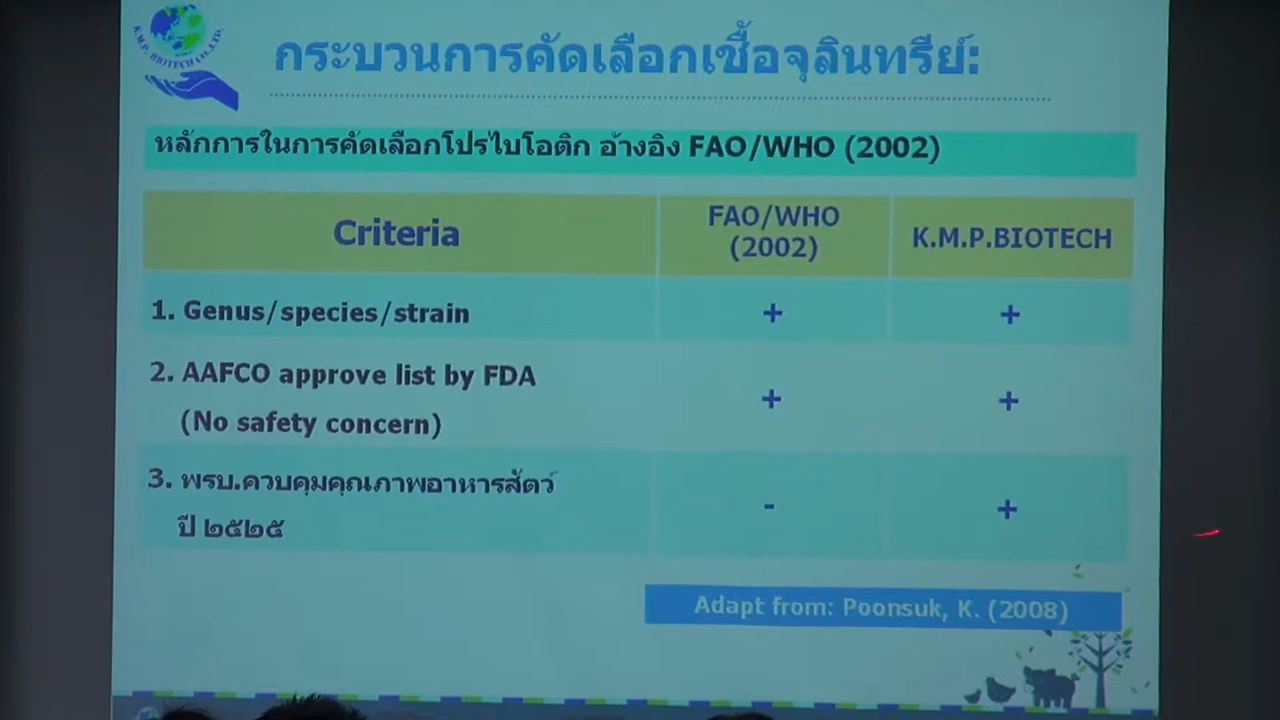 K.M.P. BIOTECH CO.,LTD.
กระบวนการคัดเลือกเชื้อจุลินทรีย์:
หลักการในการคัดเลือกโปรไบโอติก อ้างอิง FAO/WHO (2002)
Criteria
FAO/WHO
(2002)
K.M.P.BIOTECH
1. Genus/species/strain
+
+
2. AAFCO approve list by FDA
(No safety concern)
+
+
3. พรบ.ควบคุมคุณภาพอาหารสัตว์
ปี ๒๕๒๕
-
+
Adapt from: Poonsuk, K. (2008)